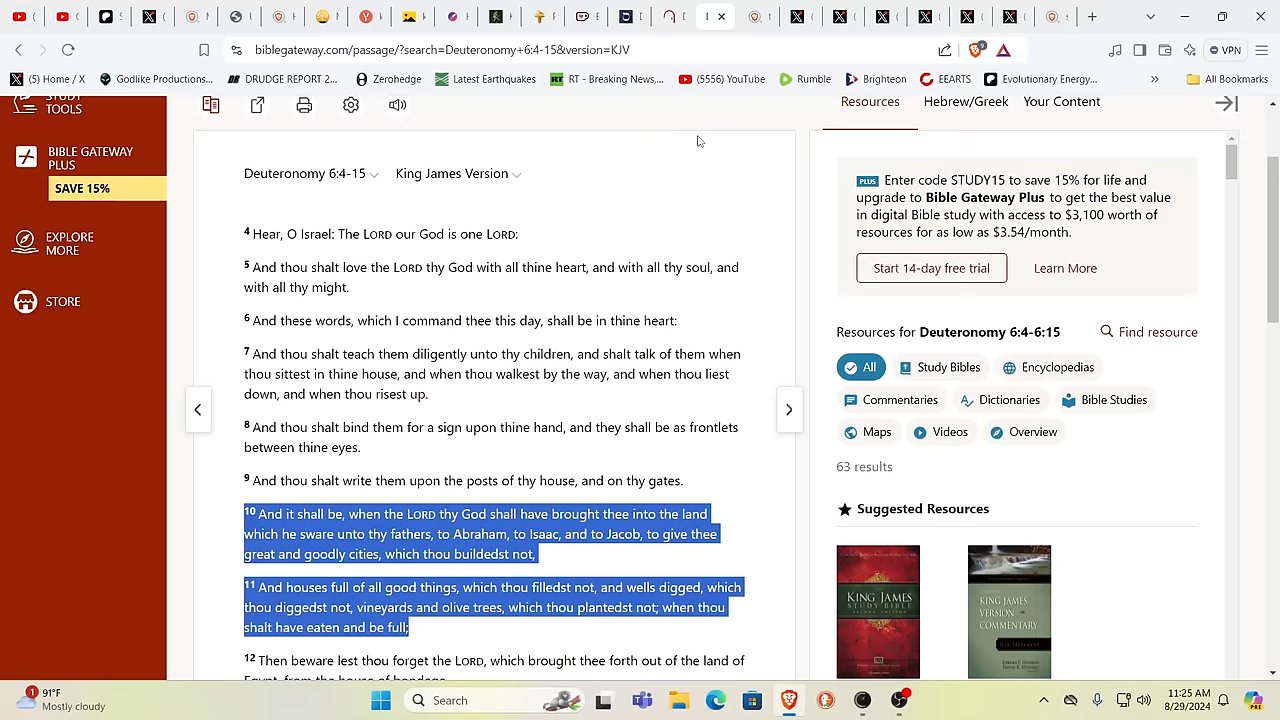 biblegateway.com/passage/?search=Deuteronomy+6:4-15&version=KJV
VPN
(5) Home / X
Godlike Productions...
DRUDGE REPORT 2...
Zerohedge
Latest Earthquakes
RT - Breaking News,...
(5556) YouTube
Rumble
Brighteon
EEARTS
Evolutionary Energy...
All Bookmarks
STUDY
TOOLS
BIBLE GATEWAY
PLUS
SAVE 15%
EXPLORE
MORE
STORE
Deuteronomy 6:4-15
King James Version
4 Hear, O Israel: The LORD our God is one LORD:
5 And thou shalt love the LORD thy God with all thine heart, and with all thy soul, and
with all thy might.
6 And these words, which I command thee this day, shall be in thine heart:
7 And thou shalt teach them diligently unto thy children, and shalt talk of them when
thou sittest in thine house, and when thou walkest by the way, and when thou liest
down, and when thou risest up.
8 And thou shalt bind them for a sign upon thine hand, and they shall be as frontlets
between thine eyes.
9 And thou shalt write them upon the posts of thy house, and on thy gates.
10 And it shall be, when the LORD thy God shall have brought thee into the land
which he sware unto thy fathers, to Abraham, to Isaac, and to Jacob, to give thee
great and goodly cities, which thou buildedst not,
11 And houses full of all good things, which thou filledst not, and wells digged, which
thou diggedst not, vineyards and olive trees, which thou plantedst not; when thou
shalt have eaten and be full;
12 Then beware lest thou forget the LORD, which brought thee forth out of the land of
Resources
Hebrew/Greek
Your Content
PLUS Enter code STUDY15 to save 15% for life and
upgrade to Bible Gateway Plus to get the best value
in digital Bible study with access to $3,100 worth of
resources for as low as $3.54/month.
Start 14-day free trial
Learn More
Resources for Deuteronomy 6:4-6:15
Find resource
All
Study Bibles
Encyclopedias
Commentaries
Dictionaries
Bible Studies
Maps
Videos
Overview
63 results
Suggested Resources
KING JAMES
STUDY BIBLE
KING JAMES
VERSION
COMMENTARY
1
91°F
Mostly cloudy
Search
11:25 AM
8/29/2024